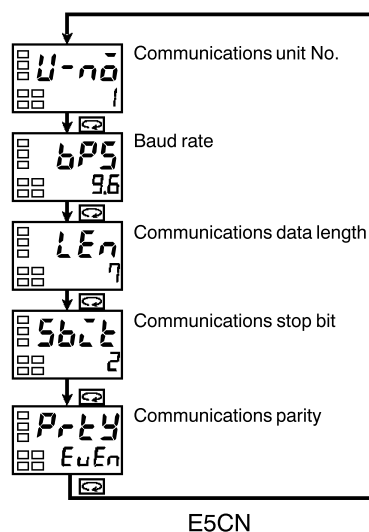 U-no
Communications unit No.
1
bPS
Baud rate
9.6
LEn
Communications data length
7
Sbit
Communications stop bit
2
PrtY
Communications parity
EvEn
E5CN